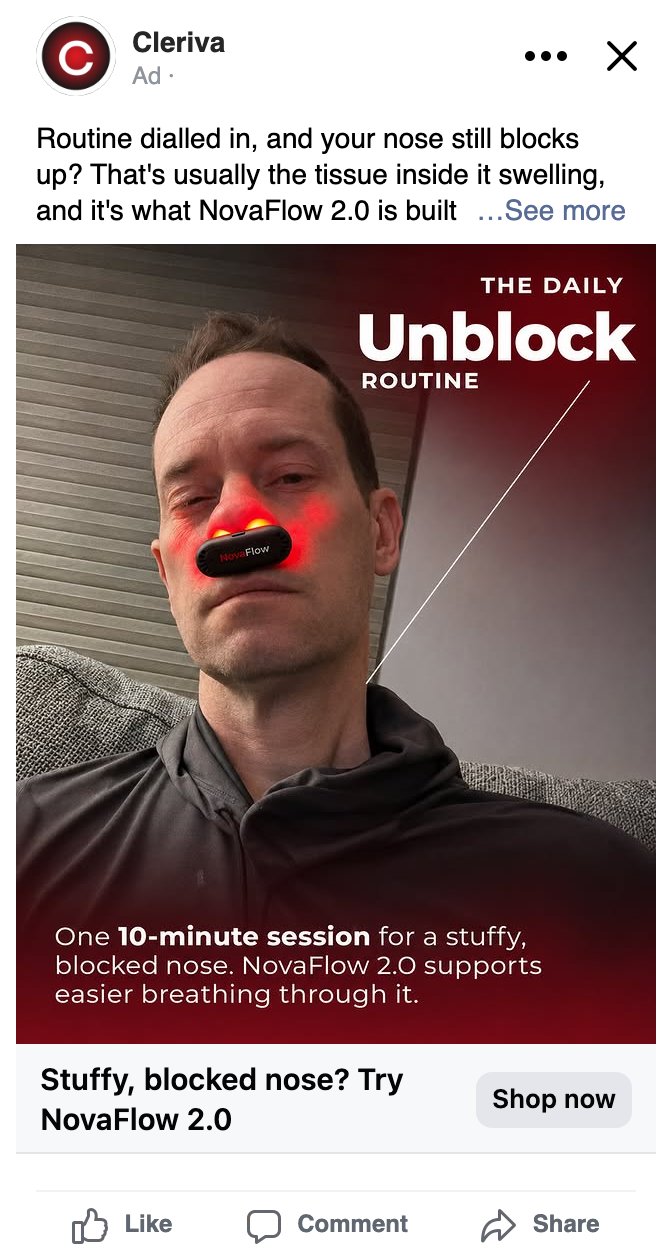 C
Cleriva
Ad ·
Routine dialled in, and your nose still blocks
up? That's usually the tissue inside it swelling,
and it's what NovaFlow 2.0 is built ...See more
THE DAILY
Unblock
ROUTINE
NovaFlow
One 10-minute session for a stuffy,
blocked nose. NovaFlow 2.0 supports
easier breathing through it.
Stuffy, blocked nose? Try
NovaFlow 2.0
Shop now
Like
Comment
Share